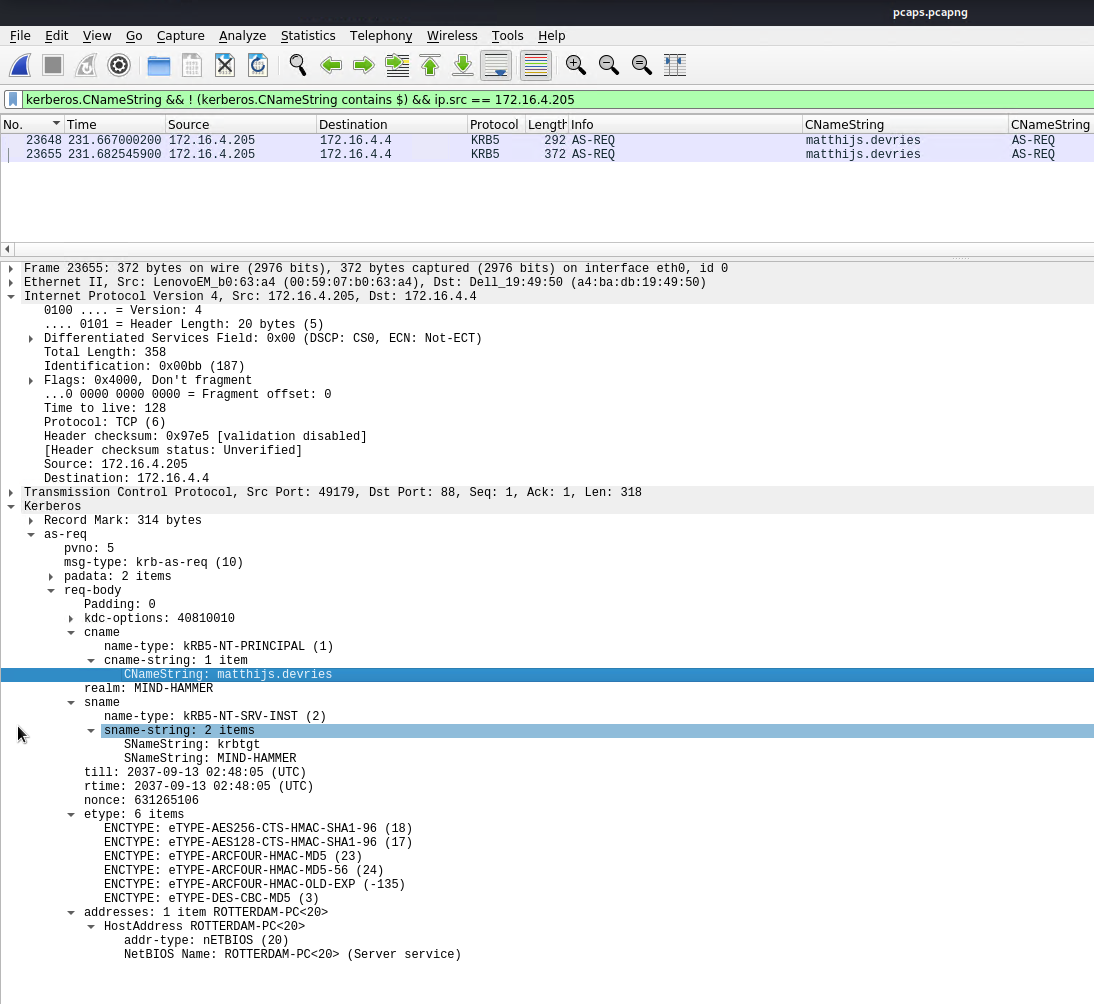 pcaps.pcapng
File Edit View Go Capture Analyze Statistics Telephony Wireless Tools Help
kerberos.CNameString && ! (kerberos.CNameString contains $) && ip.src == 172.16.4.205
No. Time Source Destination Protocol Length Info CNameString CNameString
23648 231.667000200 172.16.4.205 172.16.4.4 KRB5 292 AS-REQ matthijs.devries AS-REQ
23655 231.682545900 172.16.4.205 172.16.4.4 KRB5 372 AS-REQ matthijs.devries AS-REQ
Frame 23655: 372 bytes on wire (2976 bits), 372 bytes captured (2976 bits) on interface eth0, id 0
Ethernet II, Src: LenovoEM_b0:63:a4 (00:59:07:b0:63:a4), Dst: Dell_19:49:50 (a4:ba:db:19:49:50)
Internet Protocol Version 4, Src: 172.16.4.205, Dst: 172.16.4.4
0100 .... = Version: 4
.... 0101 = Header Length: 20 bytes (5)
Differentiated Services Field: 0x00 (DSCP: CS0, ECN: Not-ECT)
Total Length: 358
Identification: 0x00bb (187)
Flags: 0x4000, Don't fragment
...0 0000 0000 0000 = Fragment offset: 0
Time to live: 128
Protocol: TCP (6)
Header checksum: 0x97e5 [validation disabled]
[Header checksum status: Unverified]
Source: 172.16.4.205
Destination: 172.16.4.4
Transmission Control Protocol, Src Port: 49179, Dst Port: 88, Seq: 1, Ack: 1, Len: 318
Kerberos
Record Mark: 314 bytes
as-req
pvno: 5
msg-type: krb-as-req (10)
padata: 2 items
req-body
Padding: 0
kdc-options: 40810010
cname
name-type: kRB5-NT-PRINCIPAL (1)
cname-string: 1 item
CNameString: matthijs.devries
realm: MIND-HAMMER
sname
name-type: kRB5-NT-SRV-INST (2)
sname-string: 2 items
SNameString: krbtgt
SNameString: MIND-HAMMER
till: 2037-09-13 02:48:05 (UTC)
rtime: 2037-09-13 02:48:05 (UTC)
nonce: 631265106
etype: 6 items
ENCTYPE: eTYPE-AES256-CTS-HMAC-SHA1-96 (18)
ENCTYPE: eTYPE-AES128-CTS-HMAC-SHA1-96 (17)
ENCTYPE: eTYPE-ARCFOUR-HMAC-MD5 (23)
ENCTYPE: eTYPE-ARCFOUR-HMAC-MD5-56 (24)
ENCTYPE: eTYPE-ARCFOUR-HMAC-OLD-EXP (-135)
ENCTYPE: eTYPE-DES-CBC-MD5 (3)
addresses: 1 item ROTTERDAM-PC<20>
HostAddress ROTTERDAM-PC<20>
addr-type: nETBIOS (20)
NetBIOS Name: ROTTERDAM-PC<20> (Server service)